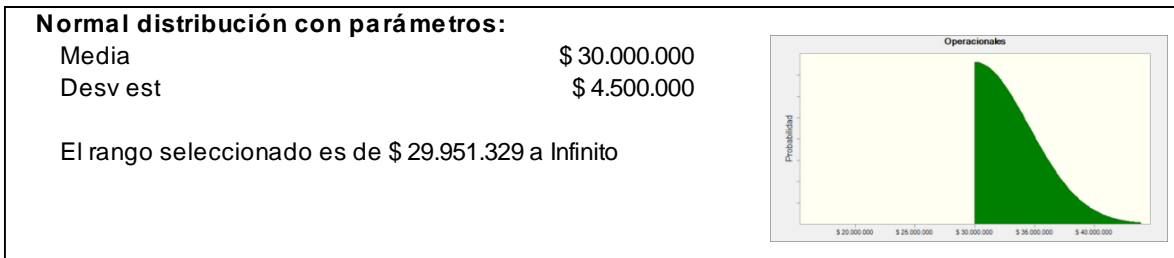 Normal distribución con parámetros:
Media $ 30.000.000
Desv est $ 4.500.000
El rango seleccionado es de $ 29.951.329 a Infinito
Operacionales
Probabilidad
$ 20.000.000 $ 25.000.000 $ 30.000.000 $ 35.000.000 $ 40.000.000